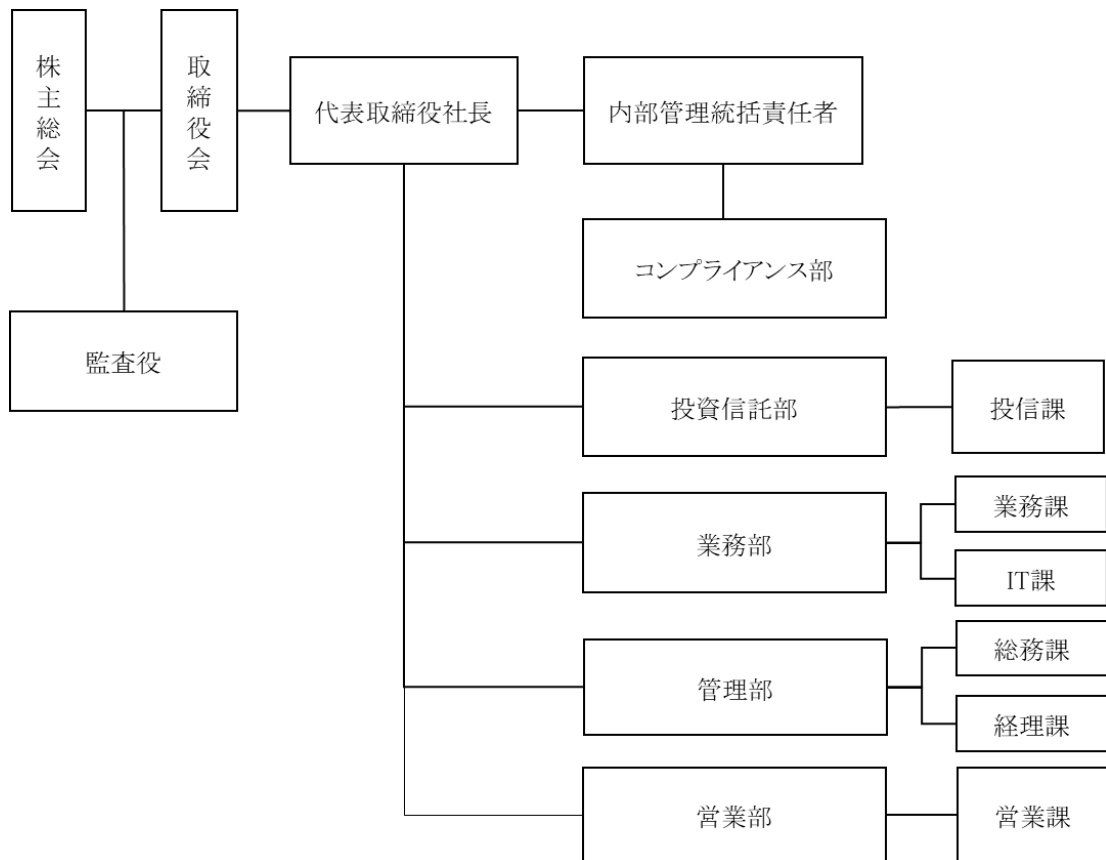 株主総会
取締役会
代表取締役社長
内部管理統括責任者
コンプライアンス部
監査役
投資信託部
投信課
業務部
業務課
IT課
管理部
総務課
経理課
営業部
営業課